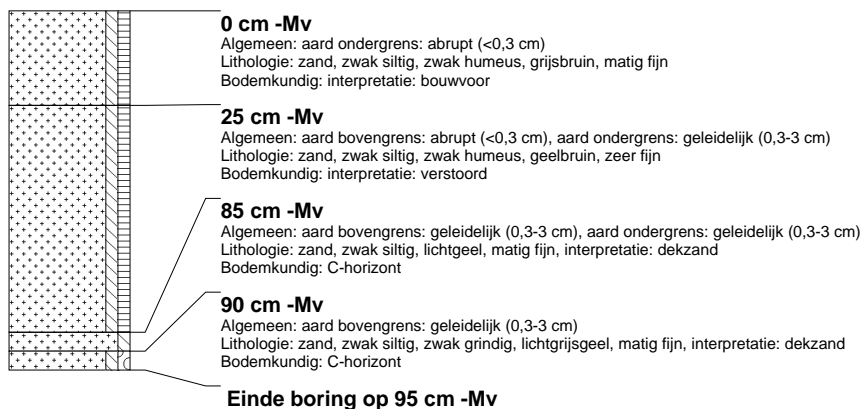 0 cm -Mv
Algemeen: aard ondergrens: abrupt (<0,3 cm)
Lithologie: zand, zwak siltig, zwak humeus, grijsbruin, matig fijn
Bodemkundig: interpretatie: bouwvoor
25 cm -Mv
Algemeen: aard bovengrens: abrupt (<0,3 cm), aard ondergrens: geleidelijk (0,3-3 cm)
Lithologie: zand, zwak siltig, zwak humeus, geelbruin, zeer fijn
Bodemkundig: interpretatie: verstoord
85 cm -Mv
Algemeen: aard bovengrens: geleidelijk (0,3-3 cm), aard ondergrens: geleidelijk (0,3-3 cm)
Lithologie: zand, zwak siltig, lichtgeel, matig fijn, interpretatie: dekzand
Bodemkundig: C-horizont
90 cm -Mv
Algemeen: aard bovengrens: geleidelijk (0,3-3 cm)
Lithologie: zand, zwak siltig, zwak grindig, lichtgrijsgeel, matig fijn, interpretatie: dekzand
Bodemkundig: C-horizont
Einde boring op 95 cm -Mv